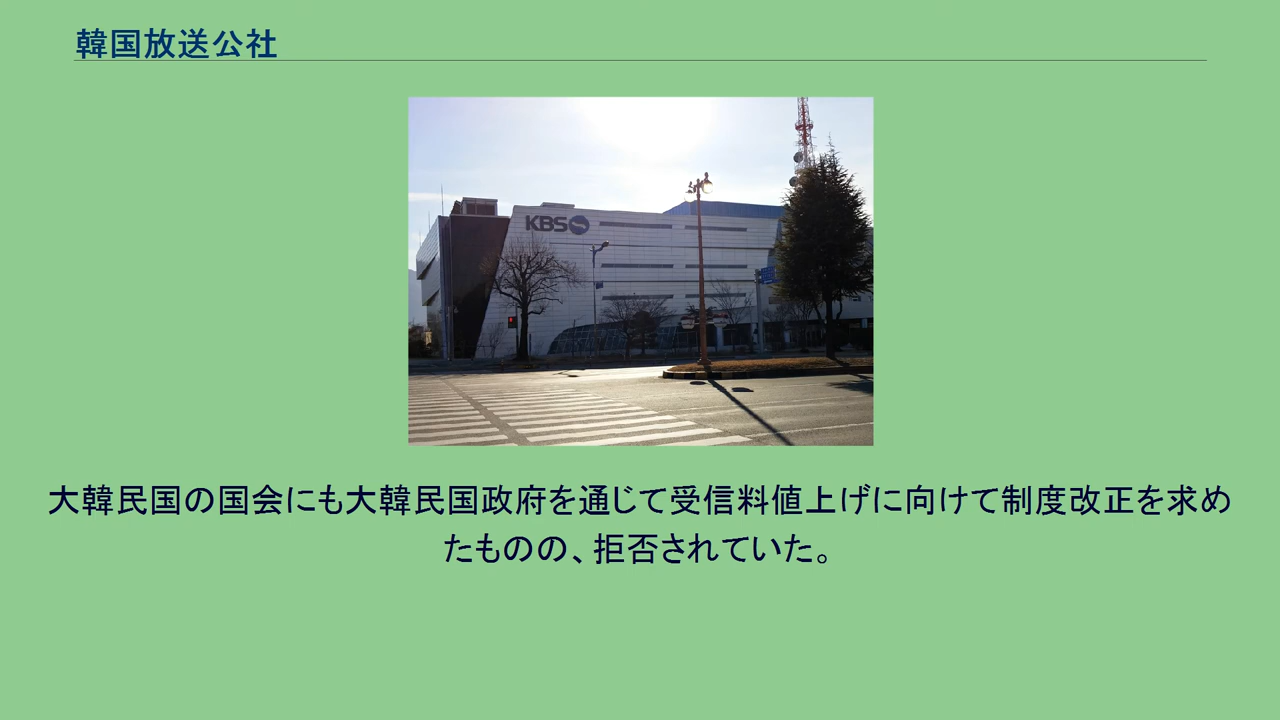 韓国放送公社
KBS
大韓民国の国会にも大韓民国政府を通じて受信料値上げに向けて制度改正を求め
たものの、拒否されていた。